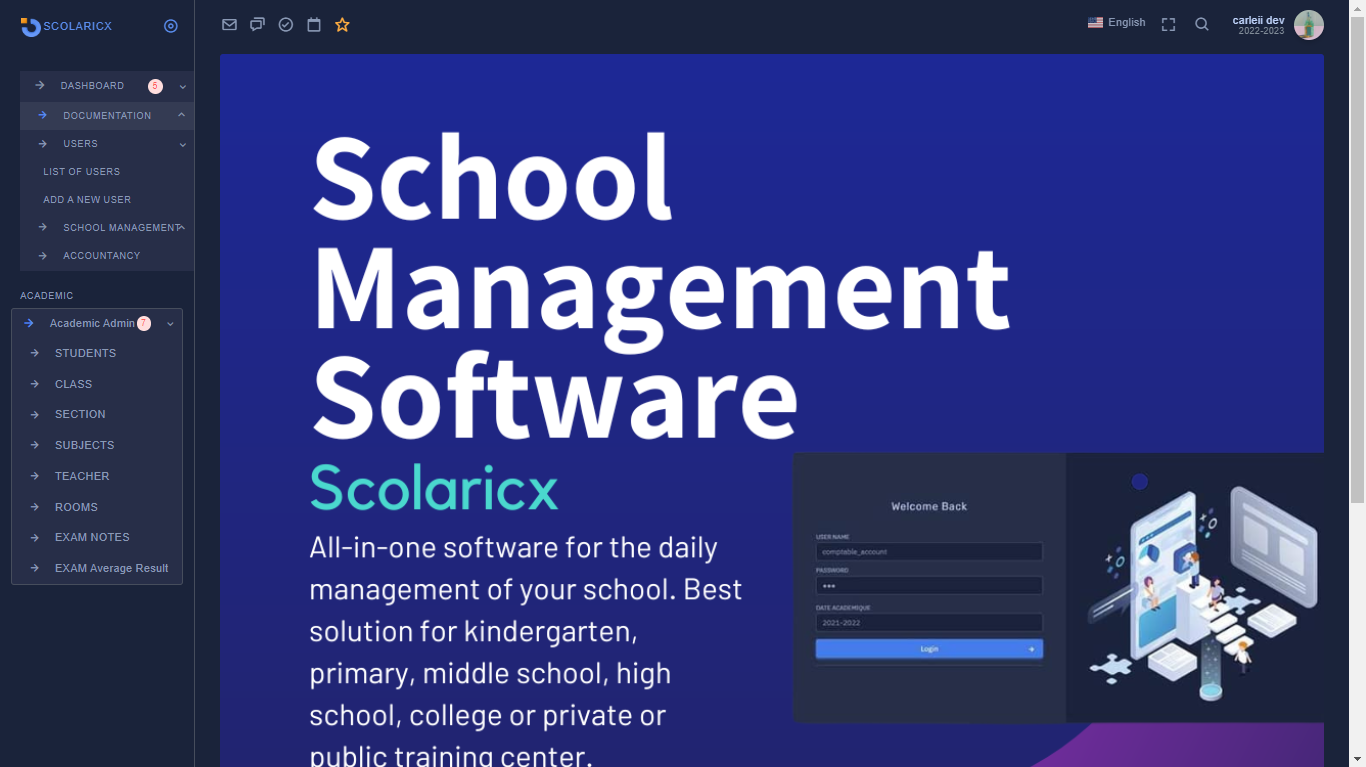 SCOLARICX
English
carleii dev
2022-2023
DASHBOARD 5
DOCUMENTATION
USERS
LIST OF USERS
ADD A NEW USER
SCHOOL MANAGEMENT
ACCOUNTANCY
ACADEMIC
Academic Admin 7
STUDENTS
CLASS
SECTION
SUBJECTS
TEACHER
ROOMS
EXAM NOTES
EXAM Average Result
School
Management
Software
Scolaricx
All-in-one software for the daily
management of your school. Best
solution for kindergarten,
primary, middle school, high
school, college or private or
public training center.
Welcome Back
USER NAME
comptable_account
PASSWORD
DATE ACADEMIQUE
2021-2022
Login